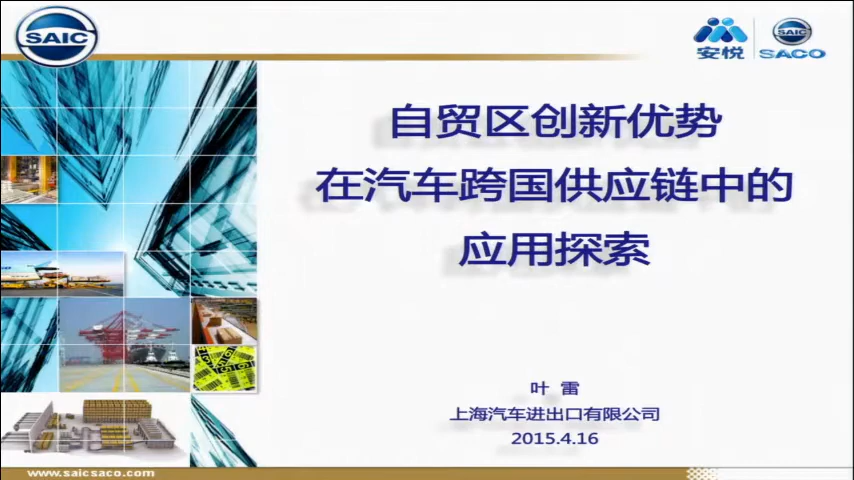 SAIC
安悦
SAIC
SACO
自贸区创新优势
在汽车跨国供应链中的
应用探索
叶 雷
上海汽车进出口有限公司
2015.4.16
www.saicsaco.com